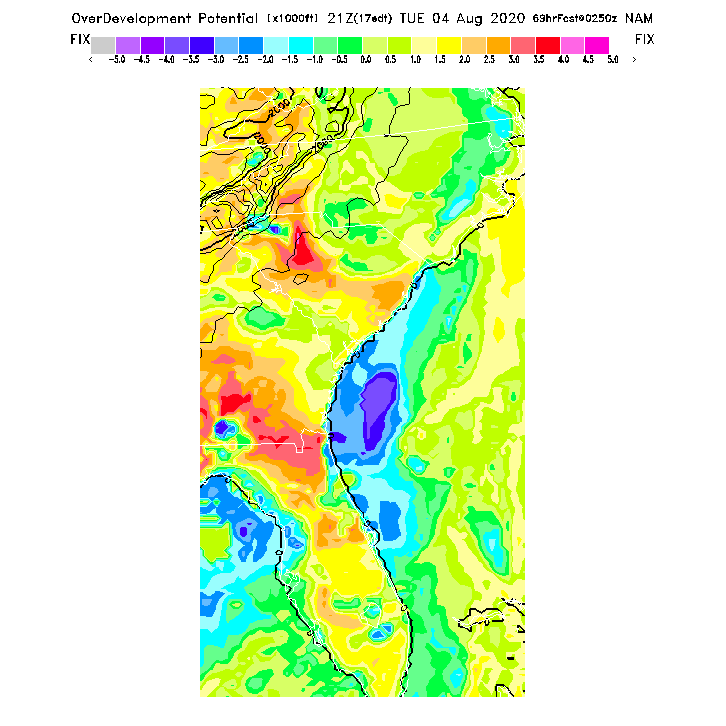 OverDevelopment Potential [x1000ft] 21Z(17edt) TUE 04 Aug 2020 69hrFcst@0250z NAM
FIX FIX
< -5.0 -4.5 -4.0 -3.5 -3.0 -2.5 -2.0 -1.5 -1.0 -0.5 0.0 0.5 1.0 1.5 2.0 2.5 3.0 3.5 4.0 4.5 5.0 >
2000
2000